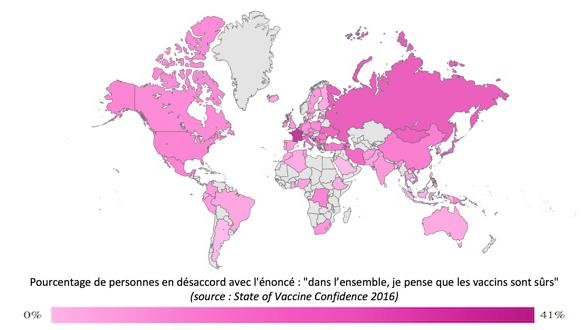 Pourcentage de personnes en désaccord avec l'énoncé : "dans l’ensemble, je pense que les vaccins sont sûrs"
(source : State of Vaccine Confidence 2016)
0% 41%